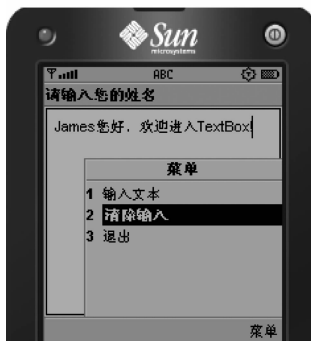 Sun
microsystems
ABC
请输入您的姓名
James您好，欢迎进入TextBox!
菜单
1 输入文本
2 清除输入
3 退出
菜单